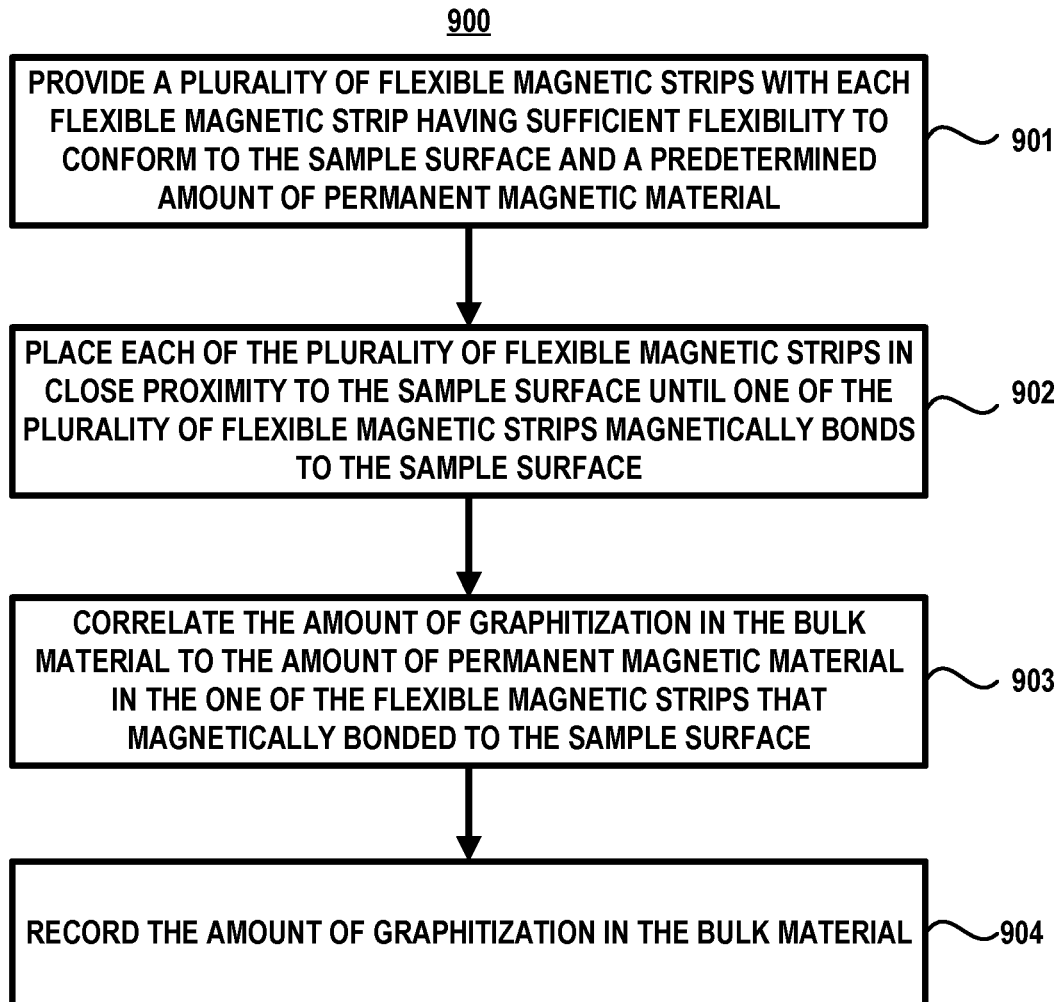 900
PROVIDE A PLURALITY OF FLEXIBLE MAGNETIC STRIPS WITH EACH
FLEXIBLE MAGNETIC STRIP HAVING SUFFICIENT FLEXIBILITY TO
CONFORM TO THE SAMPLE SURFACE AND A PREDETERMINED
AMOUNT OF PERMANENT MAGNETIC MATERIAL
901
PLACE EACH OF THE PLURALITY OF FLEXIBLE MAGNETIC STRIPS IN
CLOSE PROXIMITY TO THE SAMPLE SURFACE UNTIL ONE OF THE
PLURALITY OF FLEXIBLE MAGNETIC STRIPS MAGNETICALLY BONDS
TO THE SAMPLE SURFACE
902
CORRELATE THE AMOUNT OF GRAPHITIZATION IN THE BULK
MATERIAL TO THE AMOUNT OF PERMANENT MAGNETIC MATERIAL
IN THE ONE OF THE FLEXIBLE MAGNETIC STRIPS THAT
MAGNETICALLY BONDED TO THE SAMPLE SURFACE
903
RECORD THE AMOUNT OF GRAPHITIZATION IN THE BULK MATERIAL
904